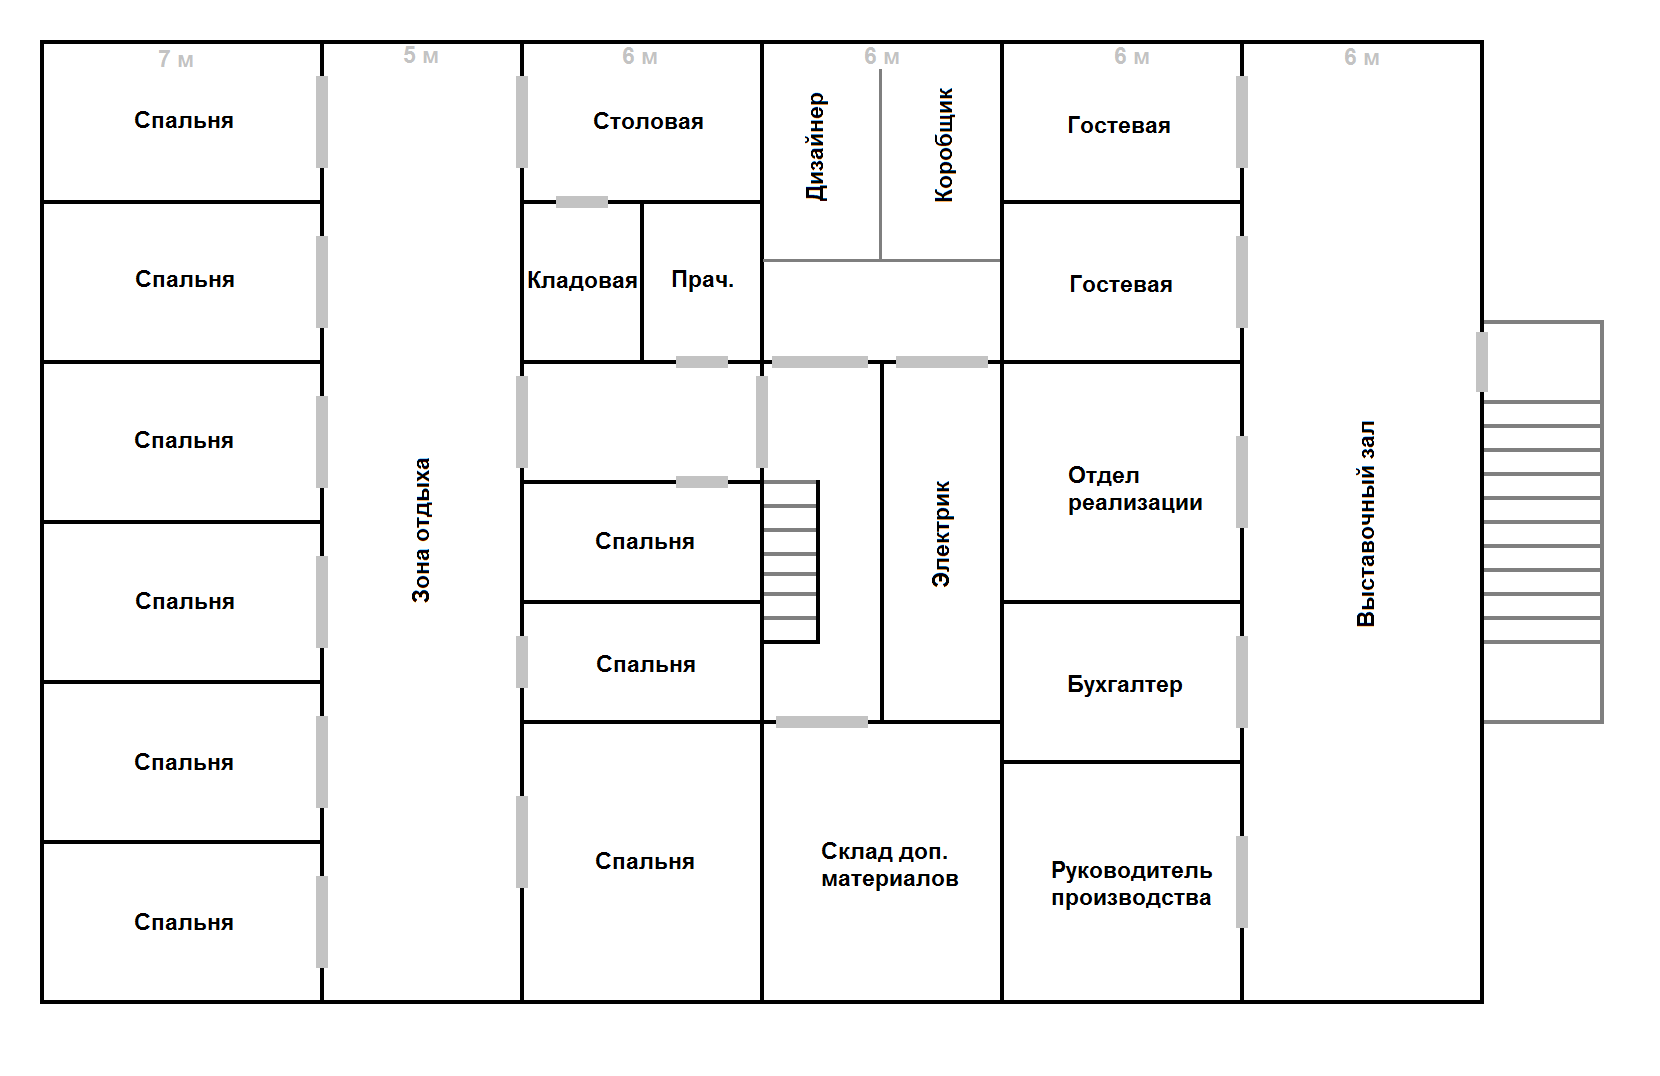 7 м
5 м
6 м
6 м
6 м
6 м
Спальня
Столовая
Дизайнер
Коробщик
Гостевая
Спальня
Кладовая
Прач.
Гостевая
Спальня
Зона отдыха
Электрик
Отдел
реализации
Выставочный зал
Спальня
Спальня
Спальня
Бухгалтер
Спальня
Спальня
Склад доп.
материалов
Руководитель
производства
Спальня